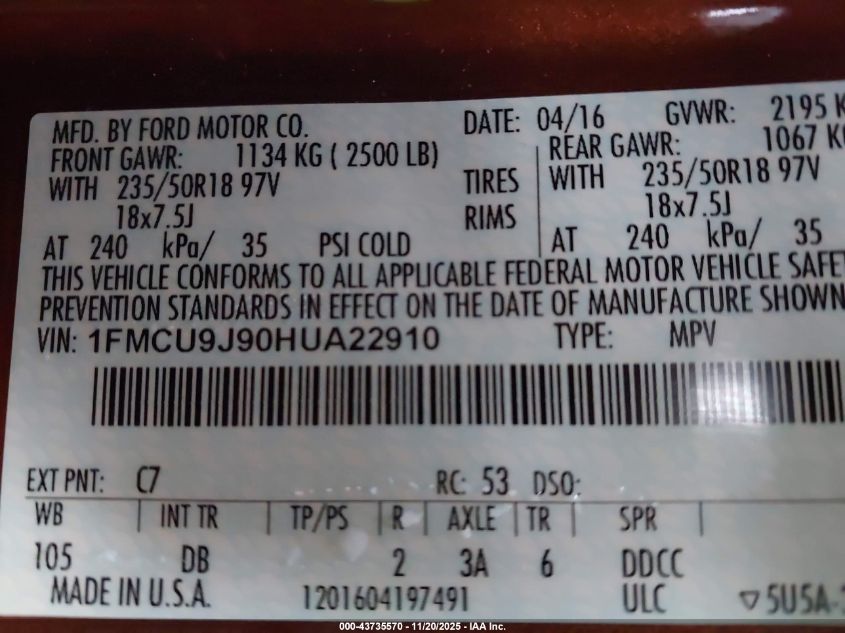 MFD. BY FORD MOTOR CO. DATE: 04/16 GVWR: 2195 K
FRONT GAWR: 1134 KG ( 2500 LB) REAR GAWR: 1067 KG
WITH 235/50R18 97V TIRES WITH 235/50R18 97V
18x7.5J RIMS 18x7.5J
AT 240 kPa/ 35 PSI COLD AT 240 kPa/ 35
THIS VEHICLE CONFORMS TO ALL APPLICABLE FEDERAL MOTOR VEHICLE SAFET
PREVENTION STANDARDS IN EFFECT ON THE DATE OF MANUFACTURE SHOWN
VIN: 1FMCU9J90HUA22910 TYPE: MPV
EXT PNT: C7 RC: 53 DSO:
WB | INT TR | TP/PS | R | AXLE | TR | SPR |
105 DB 2 3A 6 DDCC
MADE IN U.S.A. 1201604197491 ULC ▽5U5A-
000-43735570 — 11/20/2025 — IAA Inc.